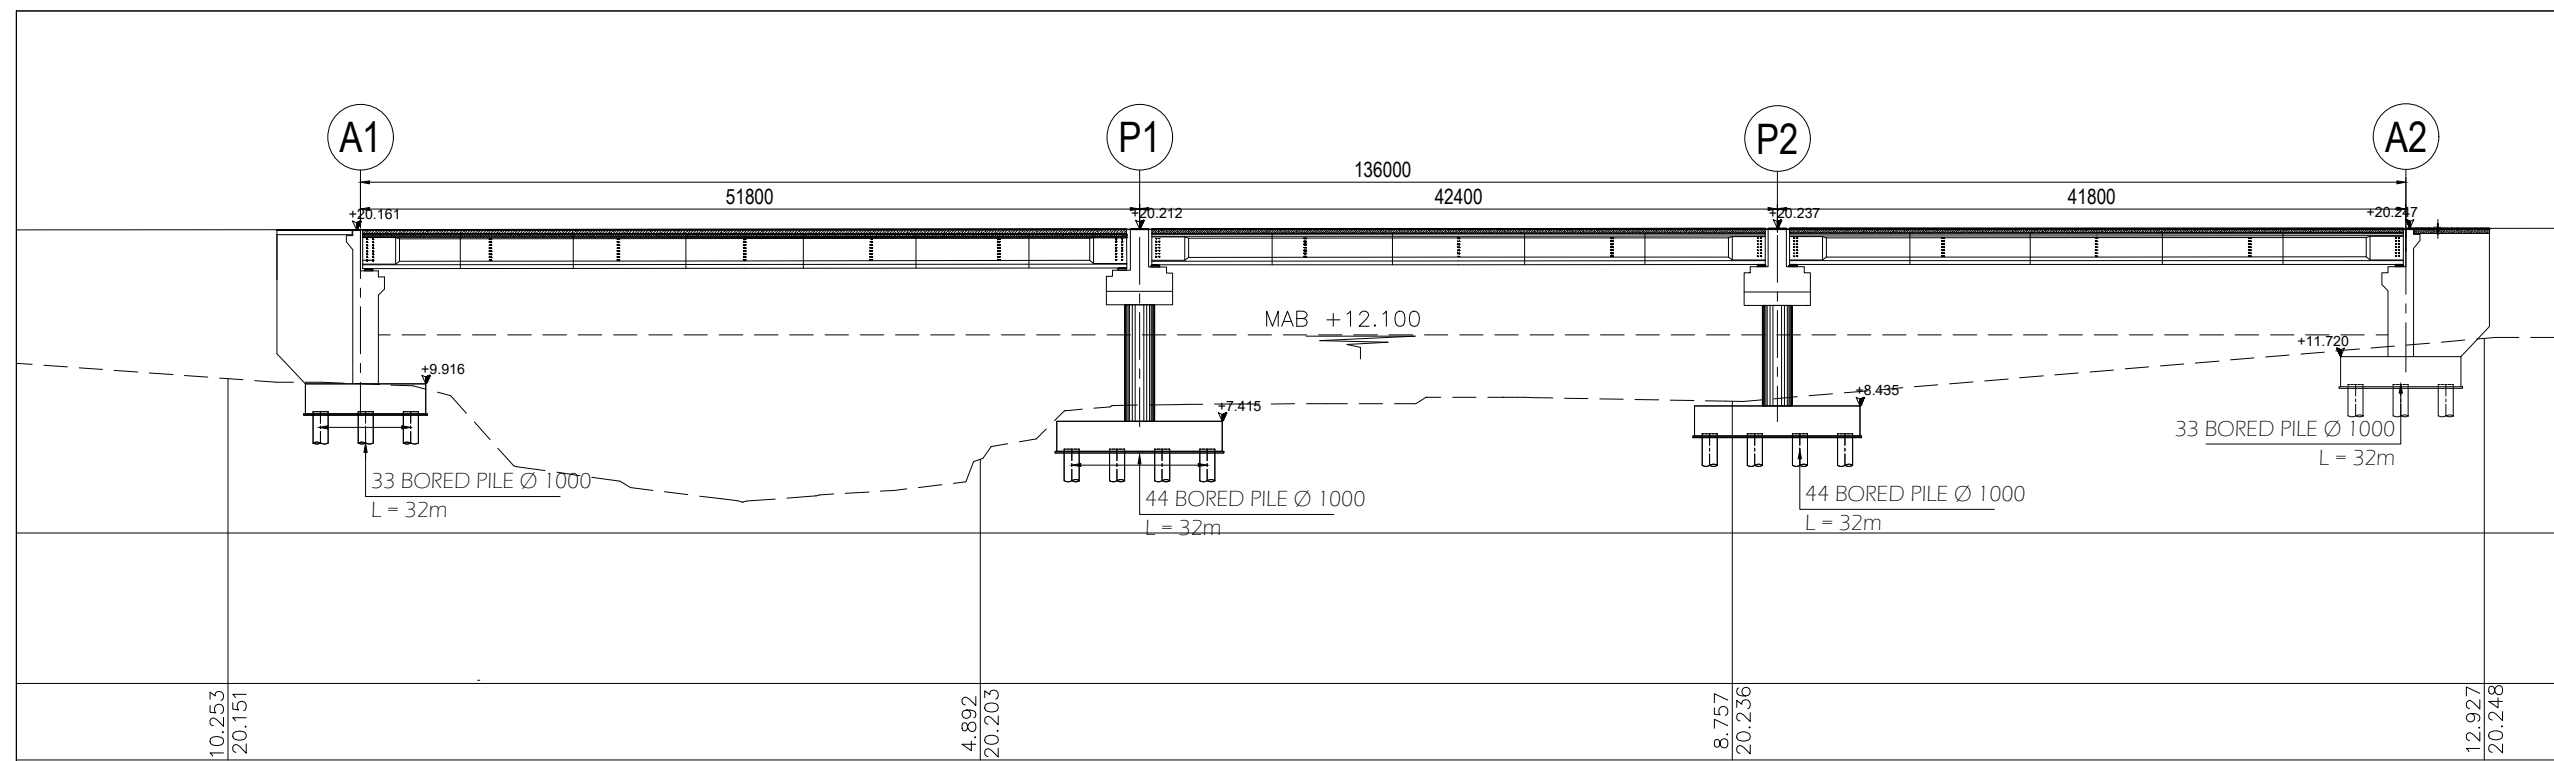 A1
P1
P2
A2
136000
51800
42400
41800
+20.161
+20.212
+20.237
+20.247
MAB +12.100
+11.720
+9.916
+8.435
+7.415
33 BORED PILE Ø 1000
L = 32m
44 BORED PILE Ø 1000
L = 32m
44 BORED PILE Ø 1000
L = 32m
33 BORED PILE Ø 1000
L = 32m
10.253
20.151
4.892
20.203
8.757
20.236
12.927
20.248